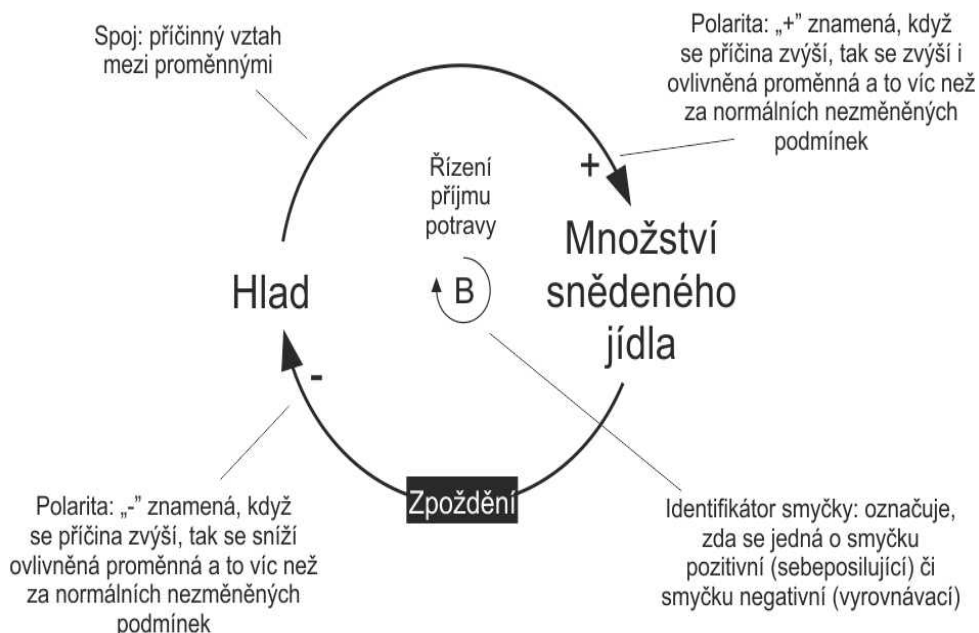 Spoj: příčinný vztah
mezi proměnnými
Polarita: „+” znamená, když
se příčina zvýší, tak se zvýší i
ovlivněná proměnná a to víc než
za normálních nezměněných
podmínek
+
Řízení
příjmu
potravy
B
Hlad
Množství
snědeného
jídla
-
Zpoždění
Polarita: „-” znamená, když
se příčina zvýší, tak se sníží
ovlivněná proměnná a to víc než
za normálních nezměněných
podmínek
Identifikátor smyčky: označuje,
zda se jedná o smyčku
pozitivní (sebeposilující) či
smyčku negativní (vyrovnávací)